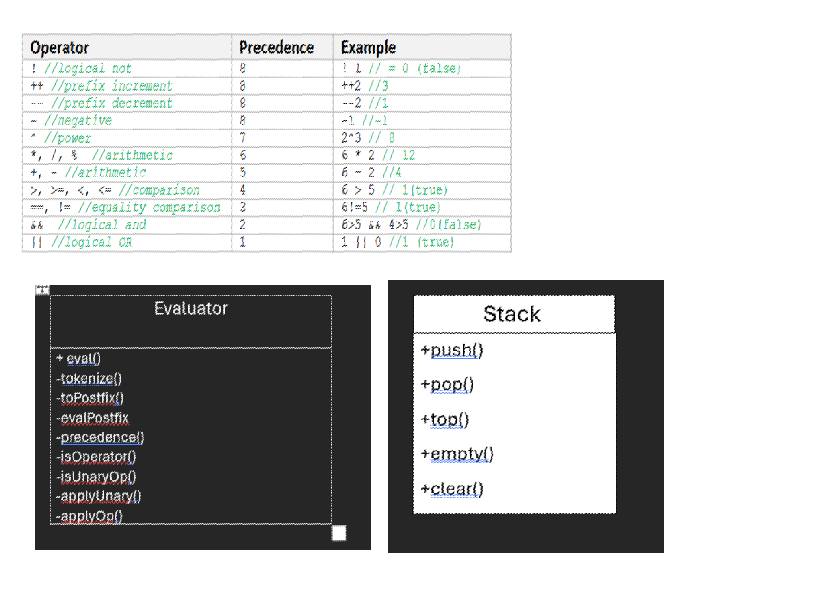 Operator Precedence Example
! //logical not 8 ! 1 // = 0 (false)
++ //prefix increment 8 ++2 //3
-- //prefix decrement 8 --2 //1
- //negative 8 -1 //-1
^ //power 7 2^3 // 8
*, /, % //arithmetic 6 6 * 2 // 12
+, - //arithmetic 5 6 - 2 //4
>, >=, <, <= //comparison 4 6 > 5 // 1(true)
==, != //equality comparison 3 6!=5 // 1(true)
&& //logical and 2 6>5 && 4>5 //0(false)
|| //logical OR 1 1 || 0 //1 (true)
Evaluator
+ eval()
-tokenize()
-toPostfix()
-evalPostfix
-precedence()
-isOperator()
-isUnaryOp()
-applyUnary()
-applyOp()
Stack
+push()
+pop()
+top()
+empty()
+clear()